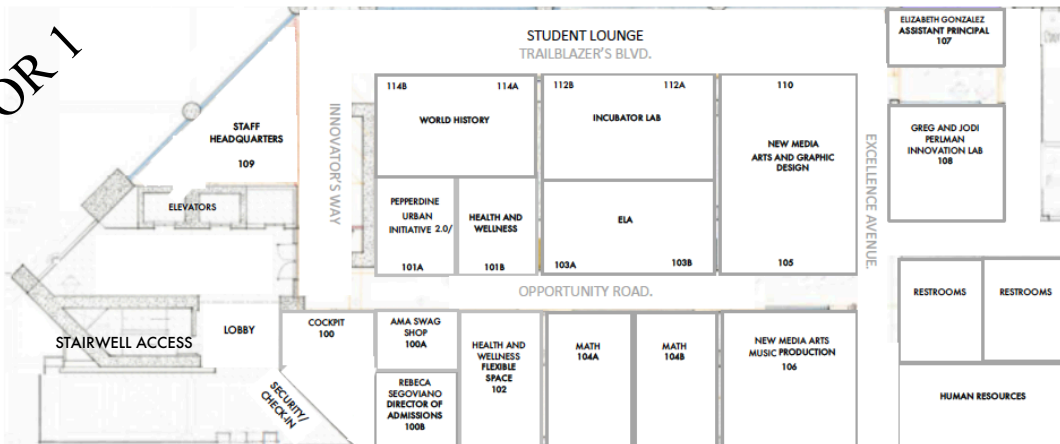 OR 1
STUDENT LOUNGE
TRAILBLAZER'S BLVD.
ELIZABETH GONZALEZ
ASSISTANT PRINCIPAL
107
114B
114A
WORLD HISTORY
112B
112A
INCUBATOR LAB
110
NEW MEDIA
ARTS AND GRAPHIC
DESIGN
105
INNOVATOR'S WAY
STAFF
HEADQUARTERS
109
EXCELLENCE AVENUE.
GREG AND JODI
PERLMAN
INNOVATION LAB
108
ELEVATORS
PEPPERDINE
URBAN
INITIATIVE 2.0/
101A
HEALTH AND
WELLNESS
101B
ELA
103A
103B
OPPORTUNITY ROAD.
RESTROOMS
RESTROOMS
STAIRWELL ACCESS
LOBBY
COCKPIT
100
AMA SWAG
SHOP
100A
HEALTH AND
WELLNESS
FLEXIBLE
SPACE
102
MATH
104A
MATH
104B
NEW MEDIA ARTS
MUSIC PRODUCTION
106
SECURITY/
CHECK-IN
REBECA
SEGOVIANO
DIRECTOR OF
ADMISSIONS
100B
HUMAN RESOURCES